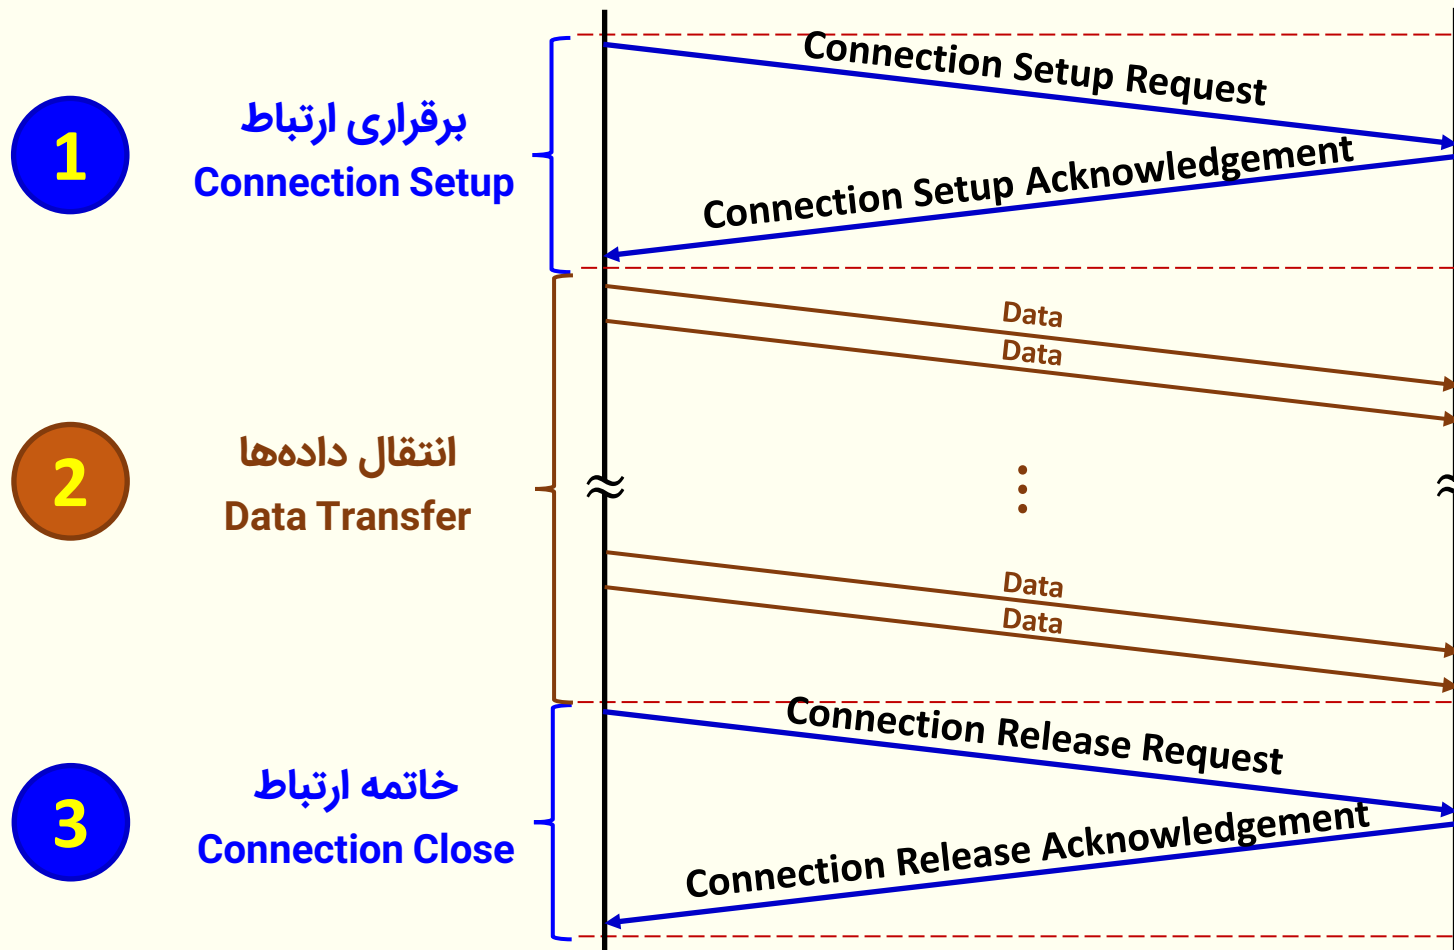 1
برقراری ارتباط
Connection Setup
Connection Setup Request
Connection Setup Acknowledgement
2
انتقال داده‌ها
Data Transfer
Data
Data
Data
Data
3
خاتمه ارتباط
Connection Close
Connection Release Request
Connection Release Acknowledgement